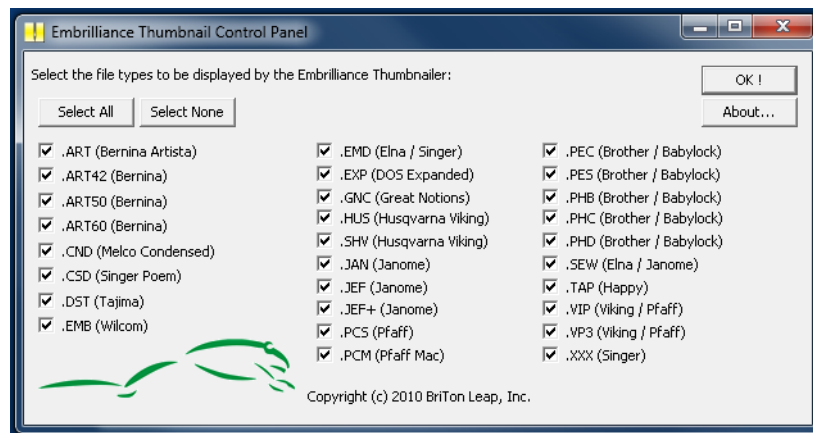 Embrilliance Thumbnail Control Panel
Select the file types to be displayed by the Embrilliance Thumbnailer:
OK !
Select All
Select None
About...
.ART (Bernina Artista)
.ART42 (Bernina)
.ART50 (Bernina)
.ART60 (Bernina)
.CND (Melco Condensed)
.CSD (Singer Poem)
.DST (Tajima)
.EMB (Wilcom)
.EMD (Elna / Singer)
.EXP (DOS Expanded)
.GNC (Great Notions)
.HUS (Husqvarna Viking)
.SHV (Husqvarna Viking)
.JAN (Janome)
.JEF (Janome)
.JEF+ (Janome)
.PCS (Pfaff)
.PCM (Pfaff Mac)
.PEC (Brother / Babylock)
.PES (Brother / Babylock)
.PHB (Brother / Babylock)
.PHC (Brother / Babylock)
.PHD (Brother / Babylock)
.SEW (Elna / Janome)
.TAP (Happy)
.VIP (Viking / Pfaff)
.VP3 (Viking / Pfaff)
.XXX (Singer)
Copyright (c) 2010 BriTon Leap, Inc.